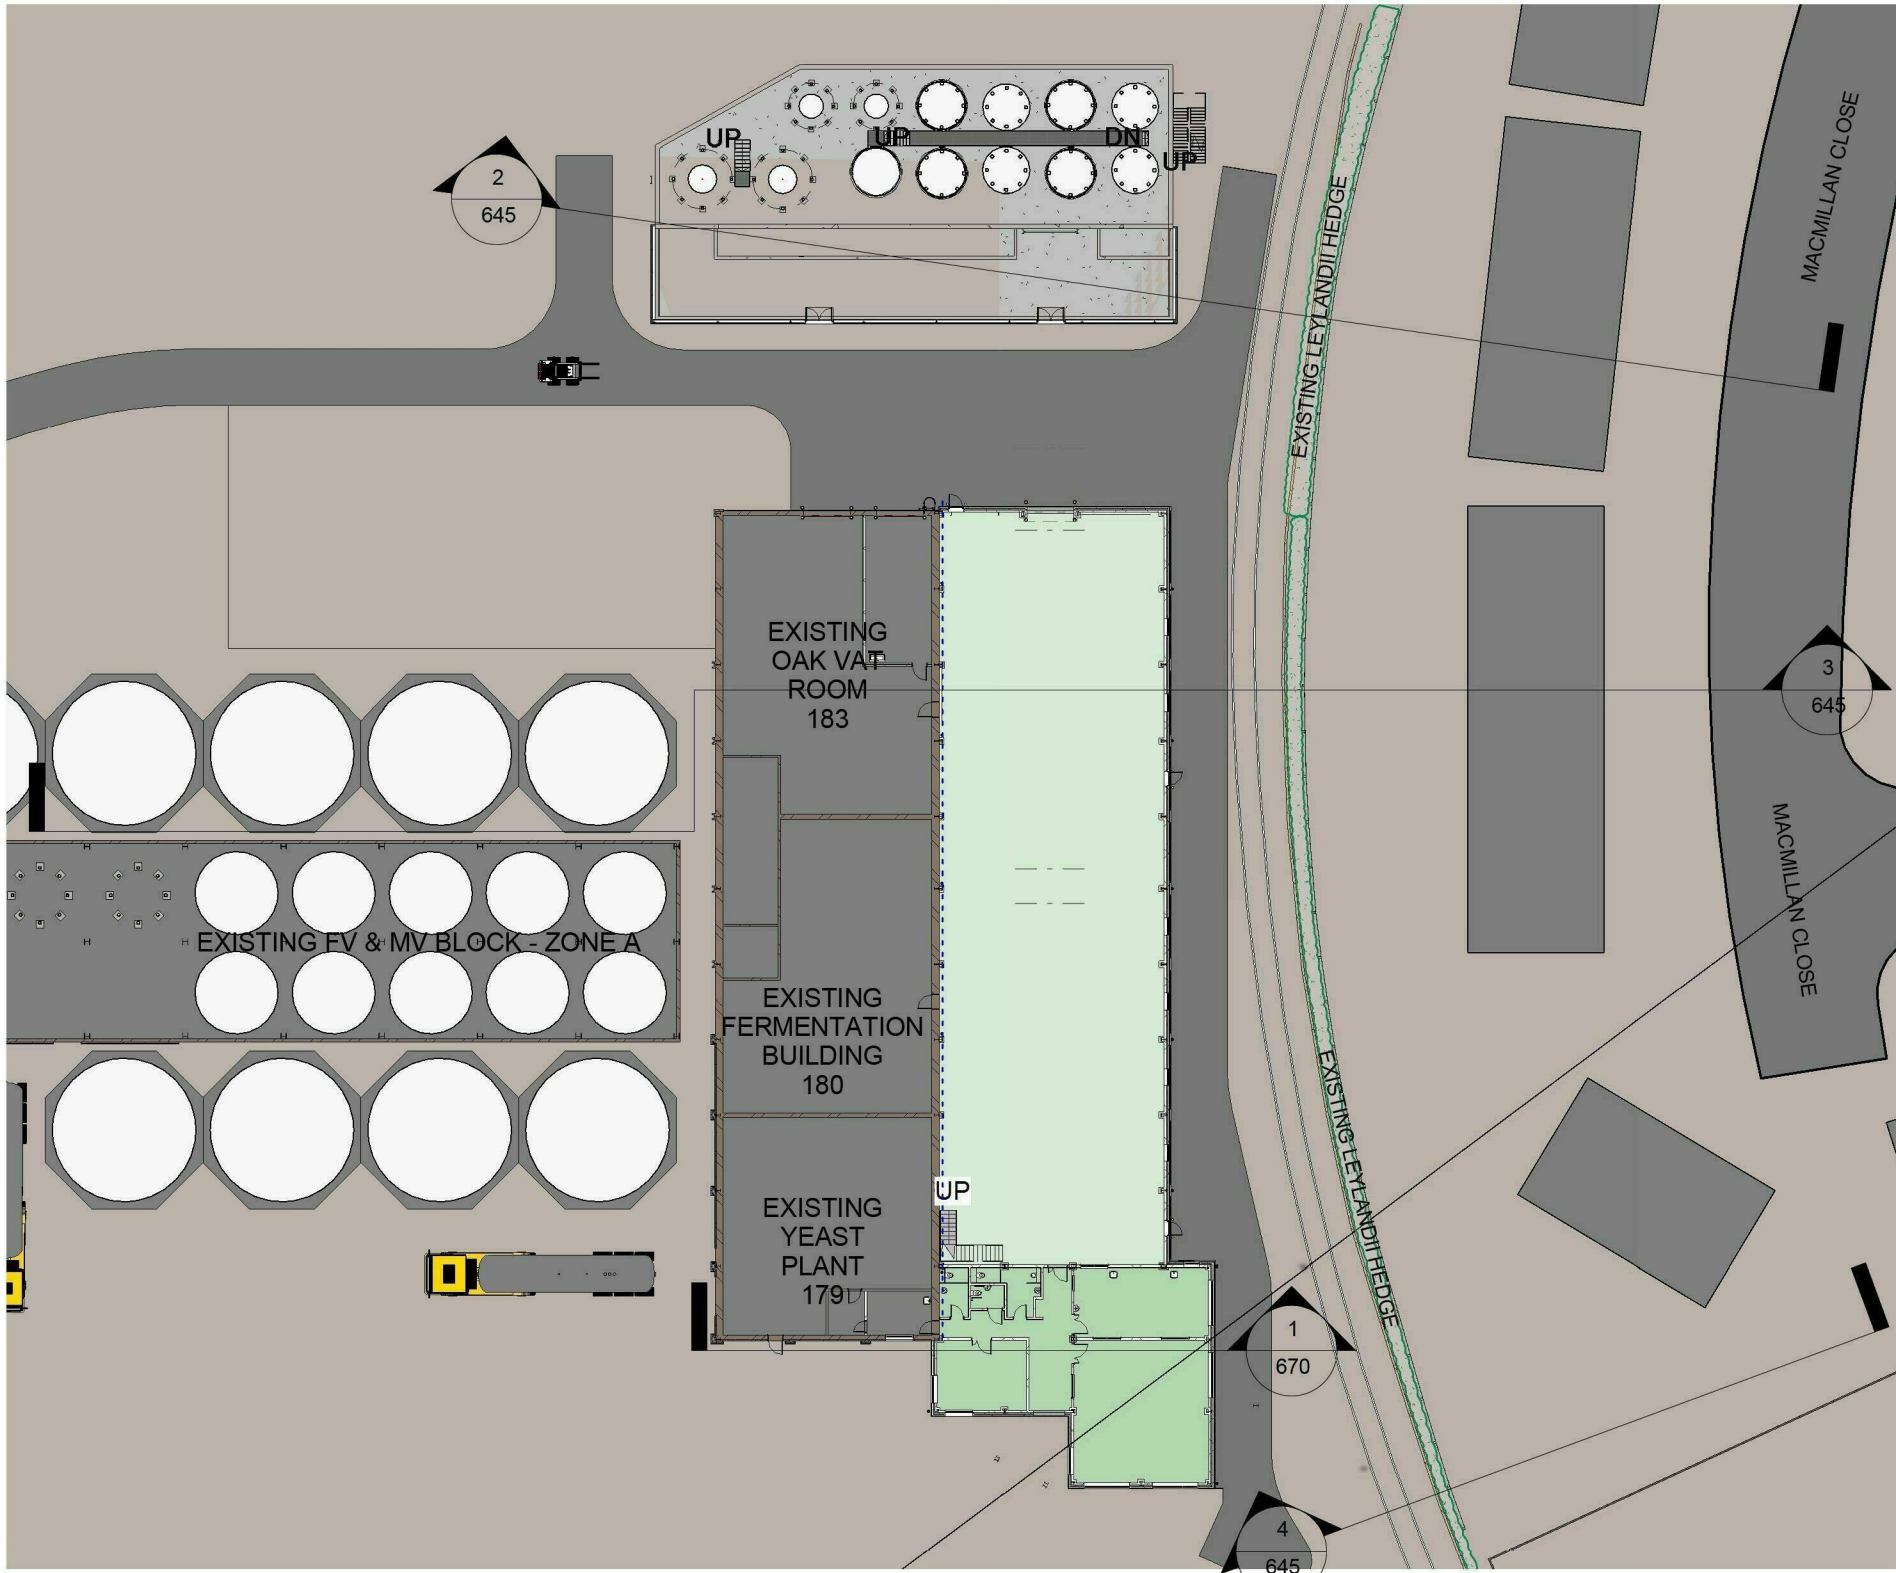 MACMILLAN CLOSE
UP
UP
DN
UP
2
645
EXISTING LEYLANDII HEDGE
EXISTING
OAK VAT
ROOM
183
3
645
MACMILLAN CLOSE
EXISTING FV & MV BLOCK - ZONE A
EXISTING
FERMENTATION
BUILDING
180
EXISTING LEYLANDII HEDGE
UP
EXISTING
YEAST
PLANT
179
1
670
4
645